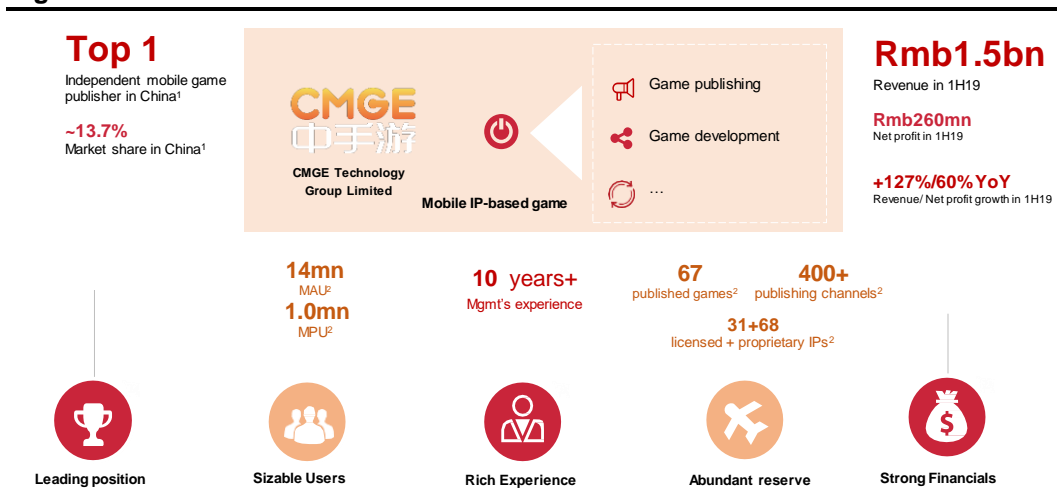 Top 1
Independent mobile game
publisher in China¹
~13.7%
Market share in China¹
CMGE
中手游
CMGE Technology
Group Limited
Mobile IP-based game
Game publishing
Game development
...
Rmb1.5bn
Revenue in 1H19
Rmb260mn
Net profit in 1H19
+127%/60% YoY
Revenue/ Net profit growth in 1H19
14mn
MAU²
1.0mn
MPU²
10 years+
Mgmt's experience
67
published games²
400+
publishing channels²
31+68
licensed + proprietary IPs²
$
Leading position
Sizable Users
Rich Experience
Abundant reserve
Strong Financials